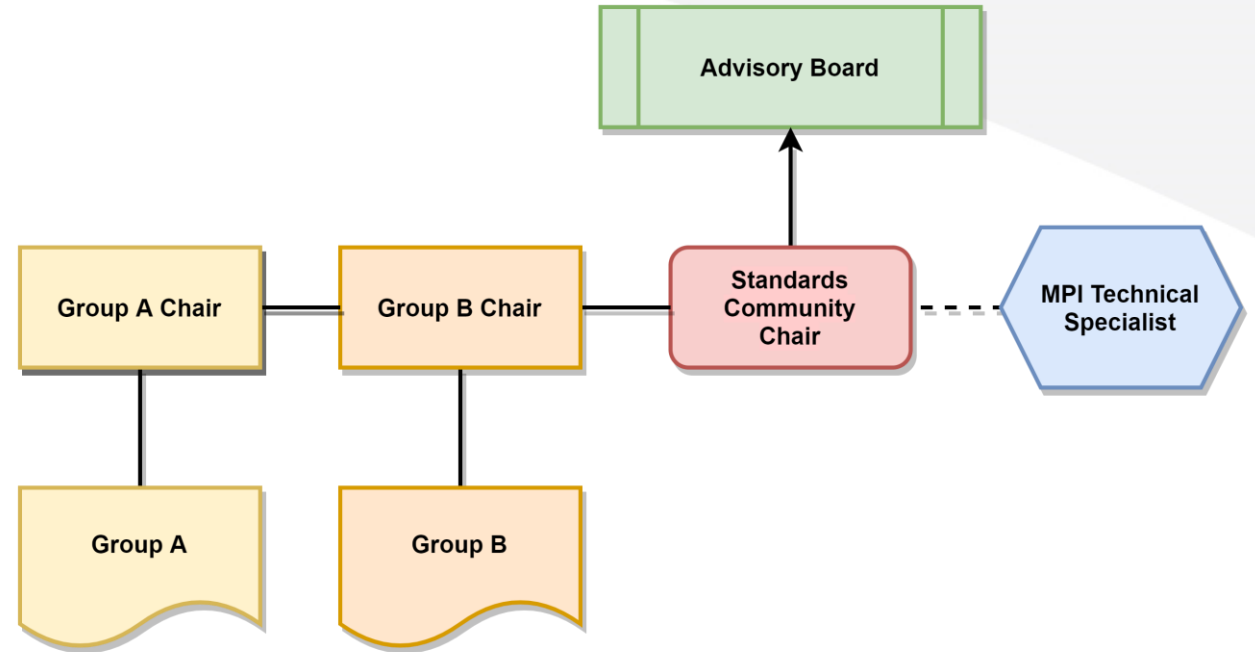 Advisory Board
Group A Chair
Group B Chair
Standards
Community
Chair
MPI Technical
Specialist
Group A
Group B